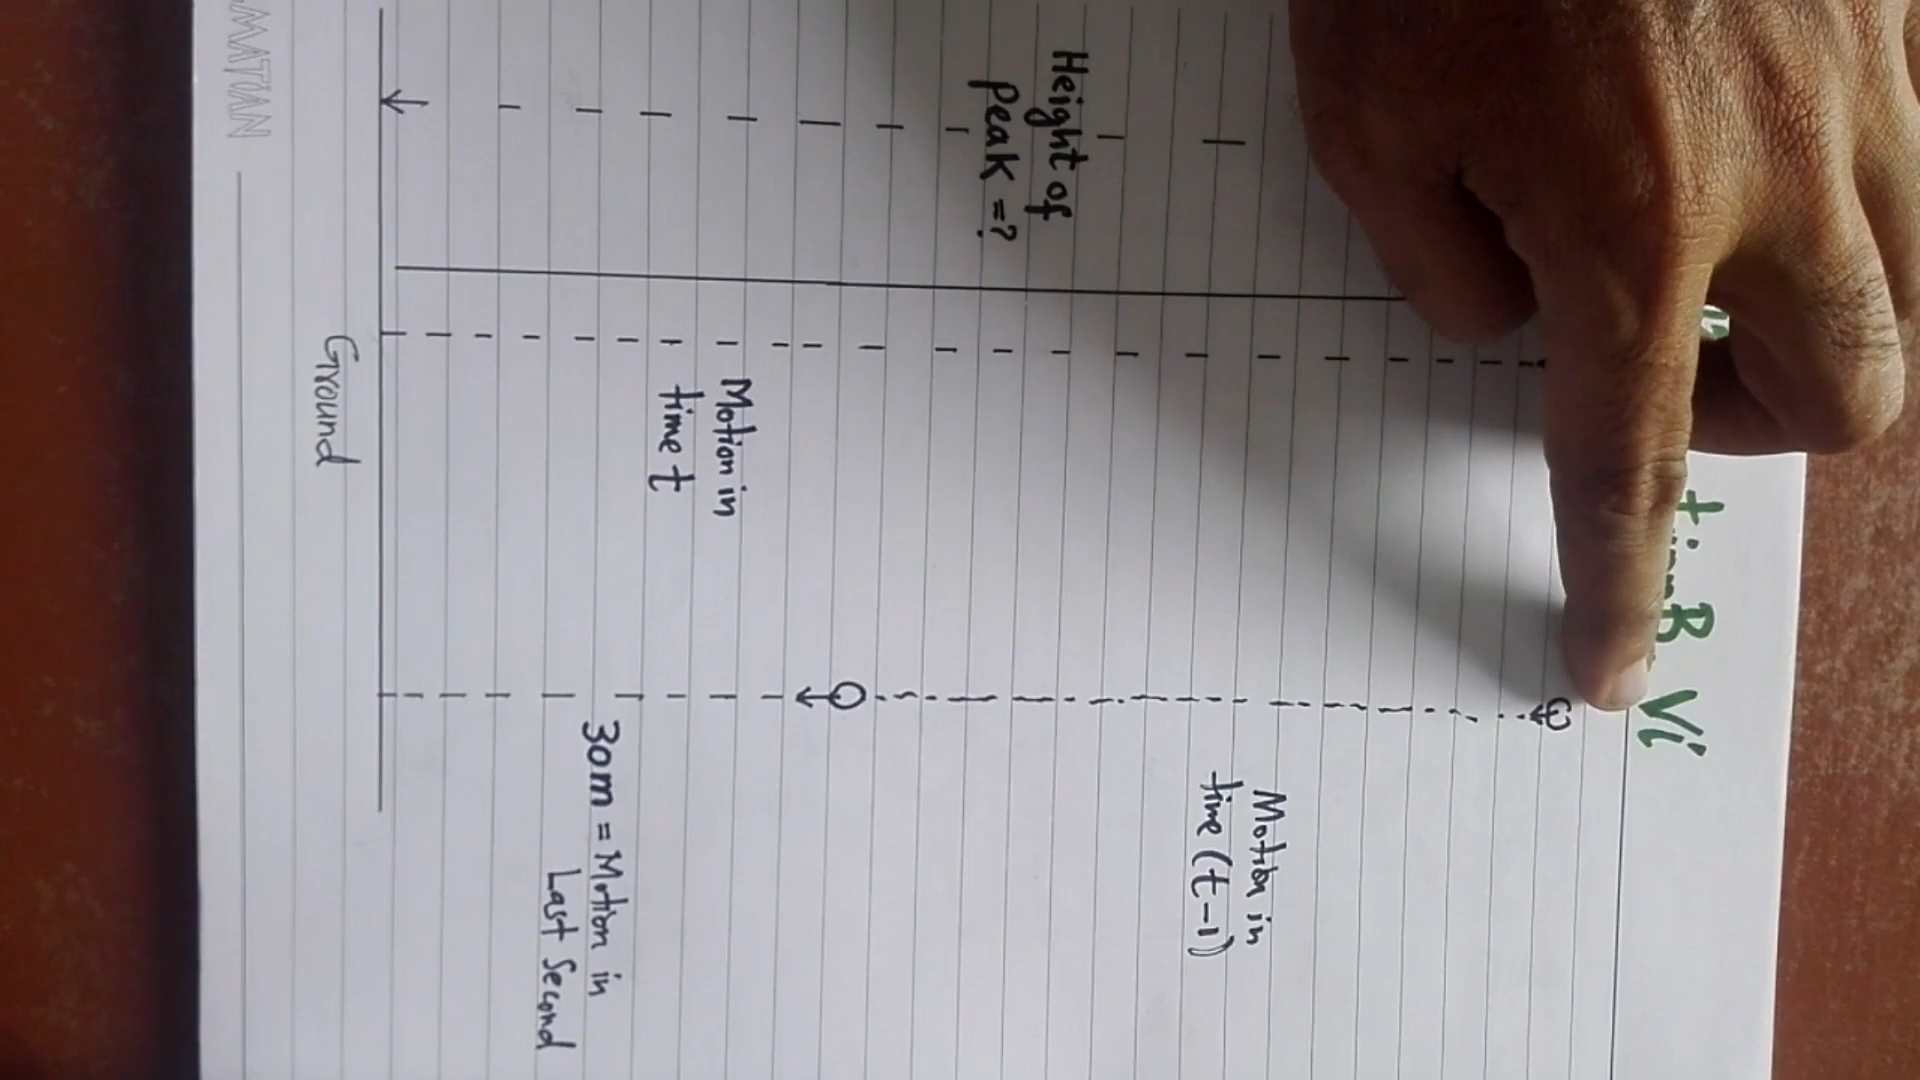 Vi
Height of
Peak = ?
Motion in
time (t-1)
Motion in
time t
30m = Motion in
Last Second
Ground